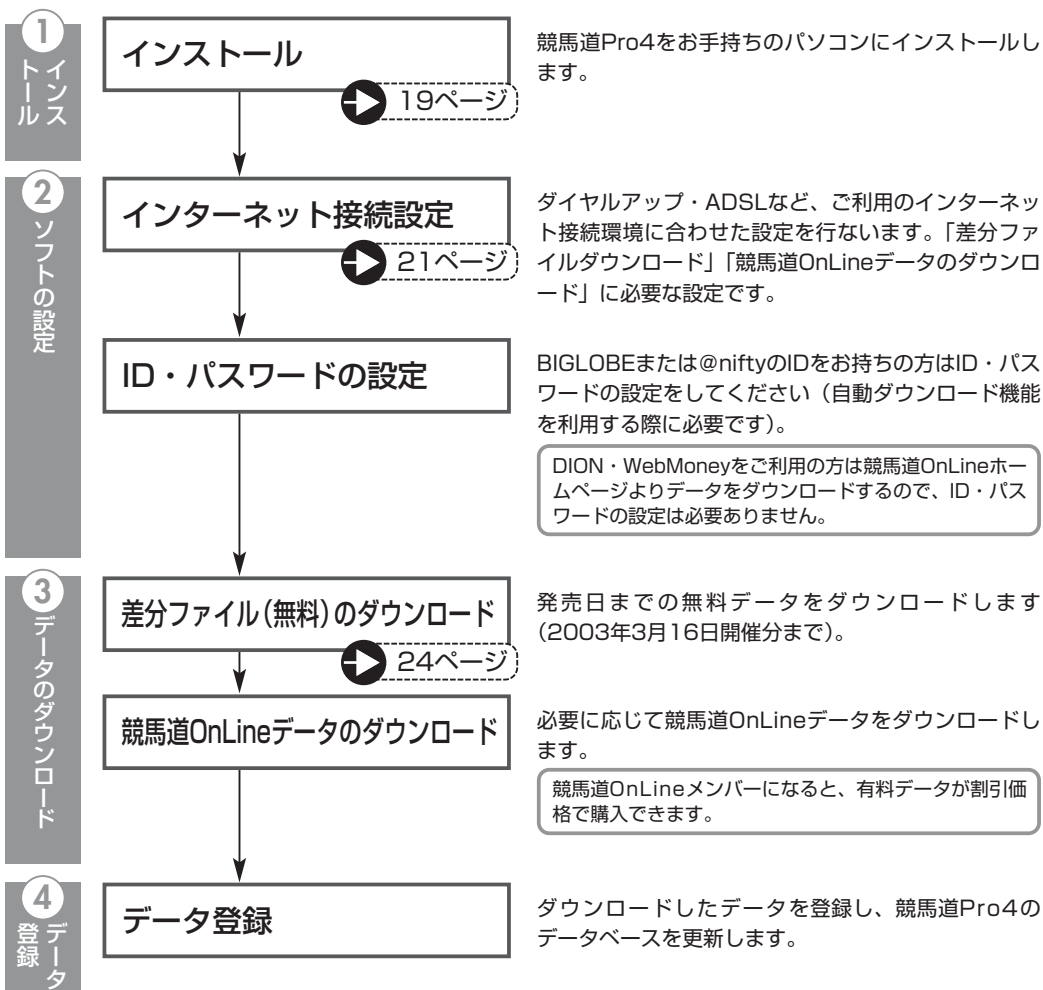 1
インストール
インストール
19ページ
競馬道Pro4をお手持ちのパソコンにインストールし
ます。
2
ソフトの設定
インターネット接続設定
21ページ
ダイヤルアップ・ADSLなど、ご利用のインターネッ
ト接続環境に合わせた設定を行ないます。「差分ファ
イルダウンロード」「競馬道OnLineデータのダウンロ
ード」に必要な設定です。
ID・パスワードの設定
BIGLOBEまたは@niftyのIDをお持ちの方はID・パス
ワードの設定をしてください（自動ダウンロード機能
を利用する際に必要です）。
DION・WebMoneyをご利用の方は競馬道OnLineホー
ムページよりデータをダウンロードするので、ID・パス
ワードの設定は必要ありません。
3
データのダウンロード
差分ファイル（無料）のダウンロード
24ページ
発売日までの無料データをダウンロードします
（2003年3月16日開催分まで）。
競馬道OnLineデータのダウンロード
必要に応じて競馬道OnLineデータをダウンロードし
ます。
競馬道OnLineメンバーになると、有料データが割引価
格で購入できます。
4
データ登録
データ登録
ダウンロードしたデータを登録し、競馬道Pro4の
データベースを更新します。